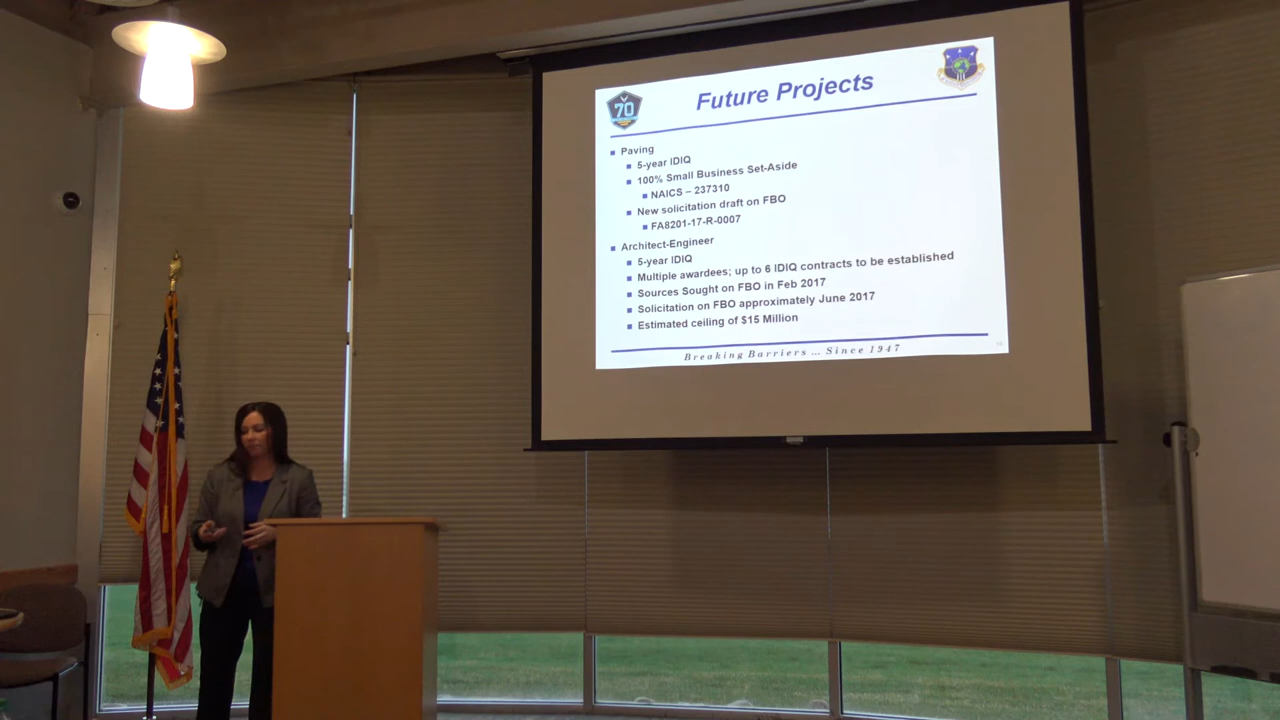 70
Future Projects
Paving
5-year IDIQ
100% Small Business Set-Aside
NAICS – 237310
New solicitation draft on FBO
FA8201-17-R-0007
Architect-Engineer
5-year IDIQ
Multiple awardees; up to 6 IDIQ contracts to be established
Sources Sought on FBO in Feb 2017
Solicitation on FBO approximately June 2017
Estimated ceiling of $15 Million
Breaking Barriers ... Since 1947